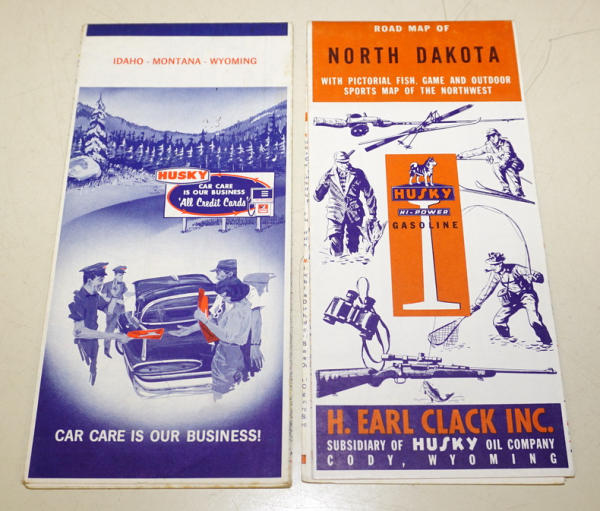 IDAHO - MONTANA - WYOMING
HUSKY
CAR CARE
IS OUR BUSINESS
"All Credit Cards"
CAR CARE IS OUR BUSINESS!
ROAD MAP OF
NORTH DAKOTA
WITH PICTORIAL FISH, GAME AND OUTDOOR
SPORTS MAP OF THE NORTHWEST
HUSKY
HI-POWER
GASOLINE
H. EARL CLACK INC.
SUBSIDIARY OF HUSKY OIL COMPANY
CODY, WYOMING